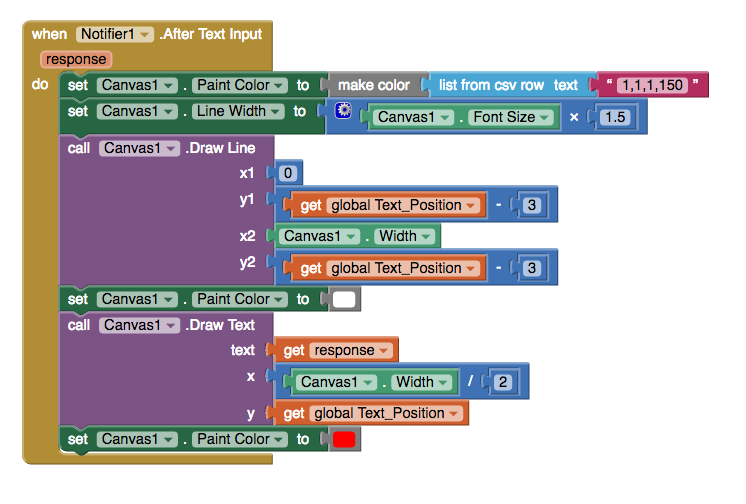 when Notifier1 .After Text Input
response
do set Canvas1 . Paint Color to make color list from csv row text " 1,1,1,150 "
set Canvas1 . Line Width to Canvas1 . Font Size × 1.5
call Canvas1 .Draw Line
x1 0
y1 get global Text_Position - 3
x2 Canvas1 . Width
y2 get global Text_Position - 3
set Canvas1 . Paint Color to
call Canvas1 .Draw Text
text get response
x Canvas1 . Width / 2
y get global Text_Position
set Canvas1 . Paint Color to